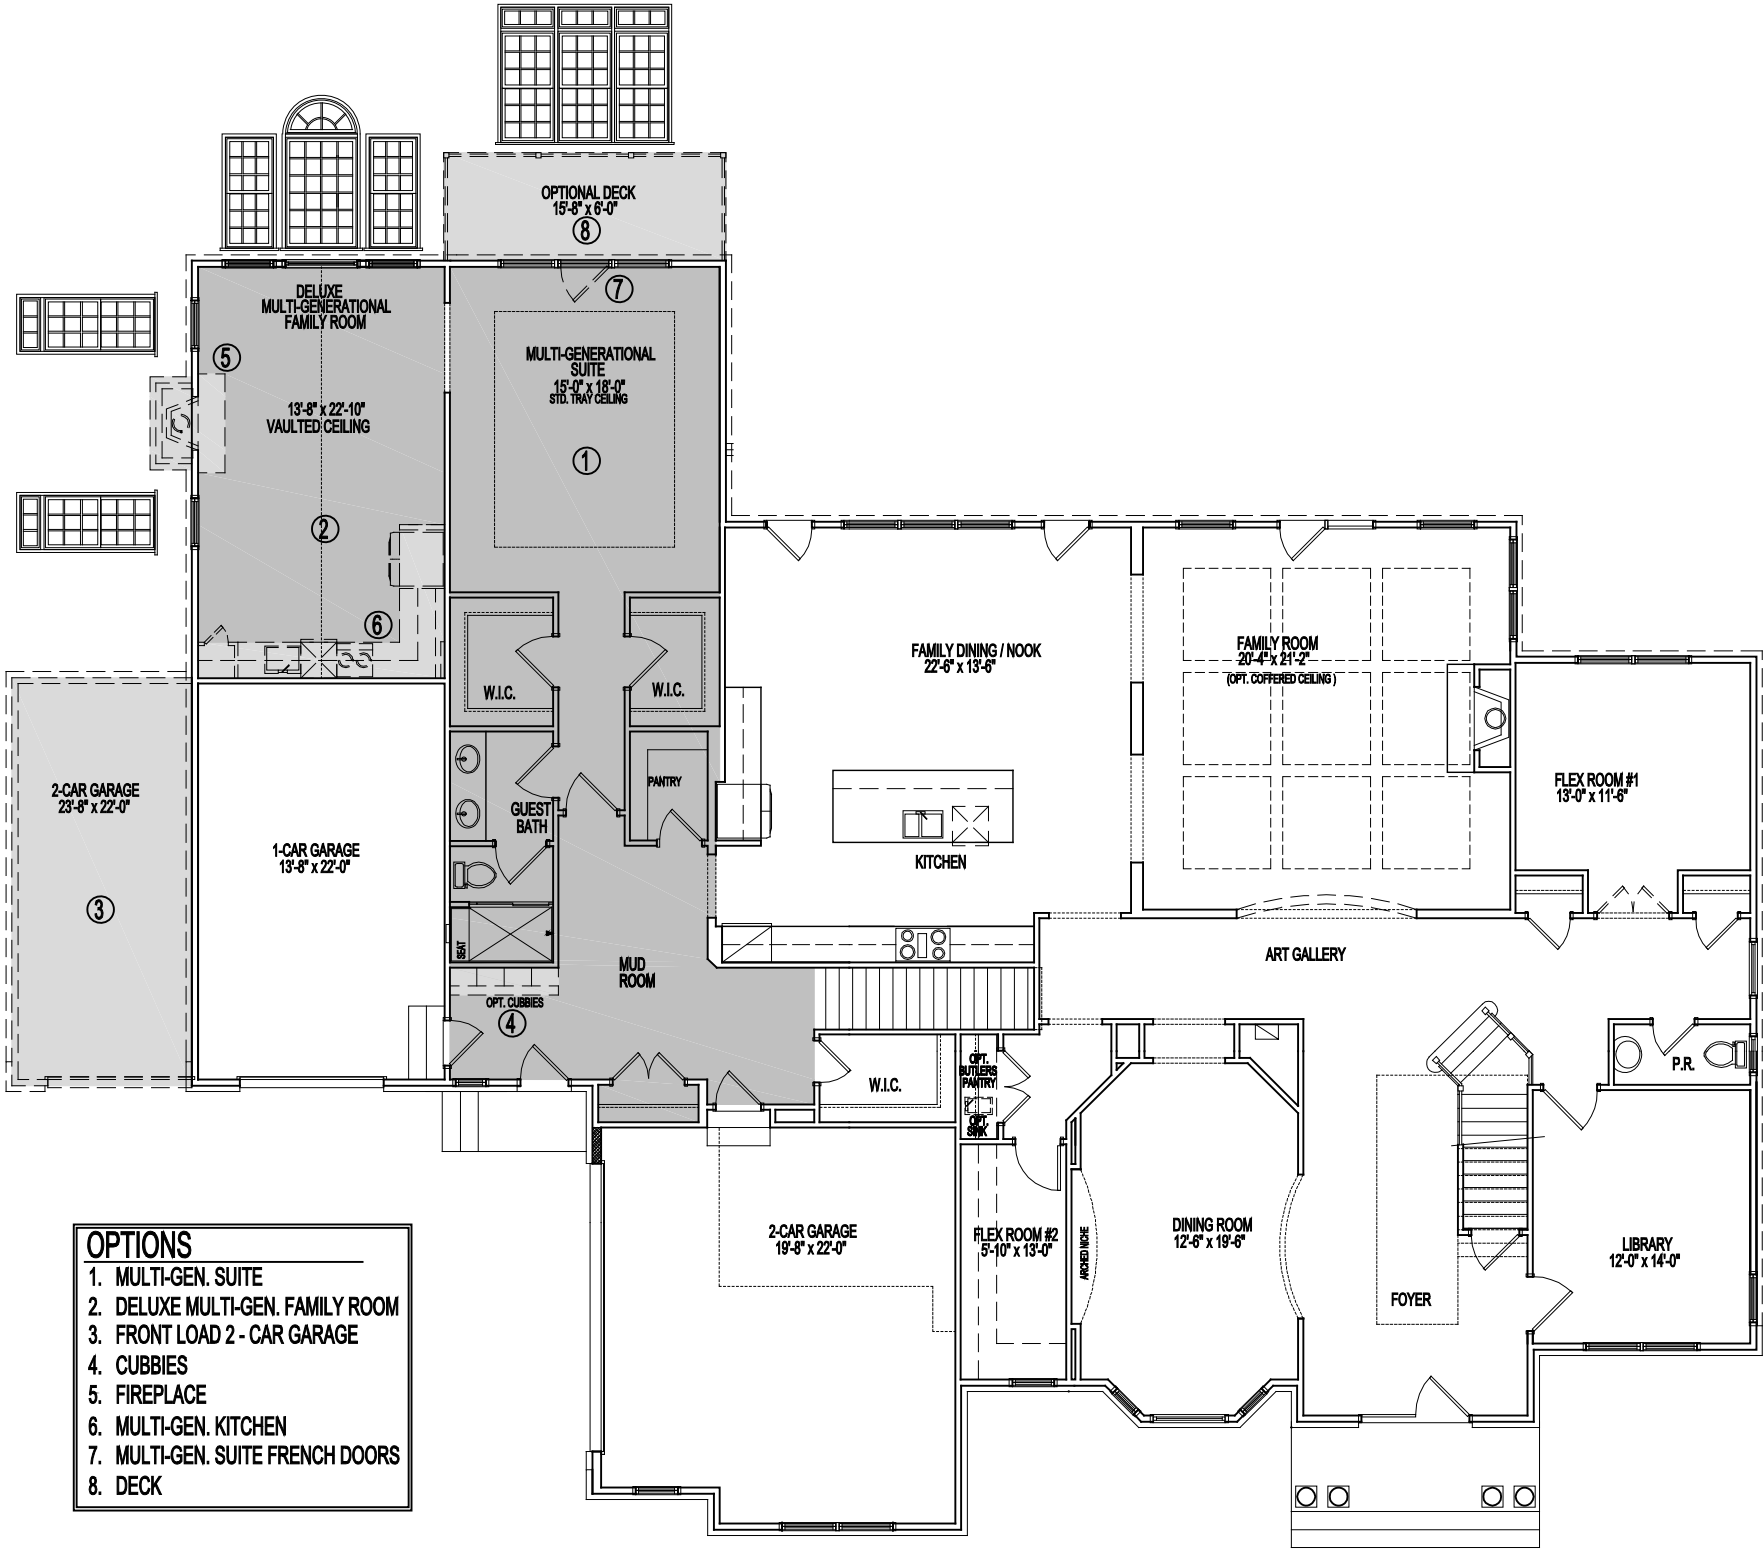 OPTIONAL DECK
15'-8" x 6'-0"
8
7
DELUXE
MULTI-GENERATIONAL
FAMILY ROOM
5
13'-8" x 22'-10"
VAULTED CEILING
2
6
MULTI-GENERATIONAL
SUITE
15'-0" x 18'-0"
STD. TRAY CEILING
1
W.I.C.
W.I.C.
PANTRY
GUEST
BATH
SEAT
FAMILY DINING / NOOK
22'-6" x 13'-6"
KITCHEN
FAMILY ROOM
20'-4" x 21'-2"
(OPT. COFFERED CEILING )
FLEX ROOM #1
13'-0" x 11'-6"
2-CAR GARAGE
23'-8" x 22'-0"
3
1-CAR GARAGE
13'-8" x 22'-0"
MUD
ROOM
OPT. CUBBIES
4
ART GALLERY
W.I.C.
OPT.
BUTLERS
PANTRY
OPT.
SINK
P.R.
2-CAR GARAGE
19'-8" x 22'-0"
FLEX ROOM #2
5'-10" x 13'-0"
ARCHED NICHE
DINING ROOM
12'-6" x 19'-6"
FOYER
LIBRARY
12'-0" x 14'-0"
OPTIONS
1. MULTI-GEN. SUITE
2. DELUXE MULTI-GEN. FAMILY ROOM
3. FRONT LOAD 2 - CAR GARAGE
4. CUBBIES
5. FIREPLACE
6. MULTI-GEN. KITCHEN
7. MULTI-GEN. SUITE FRENCH DOORS
8. DECK